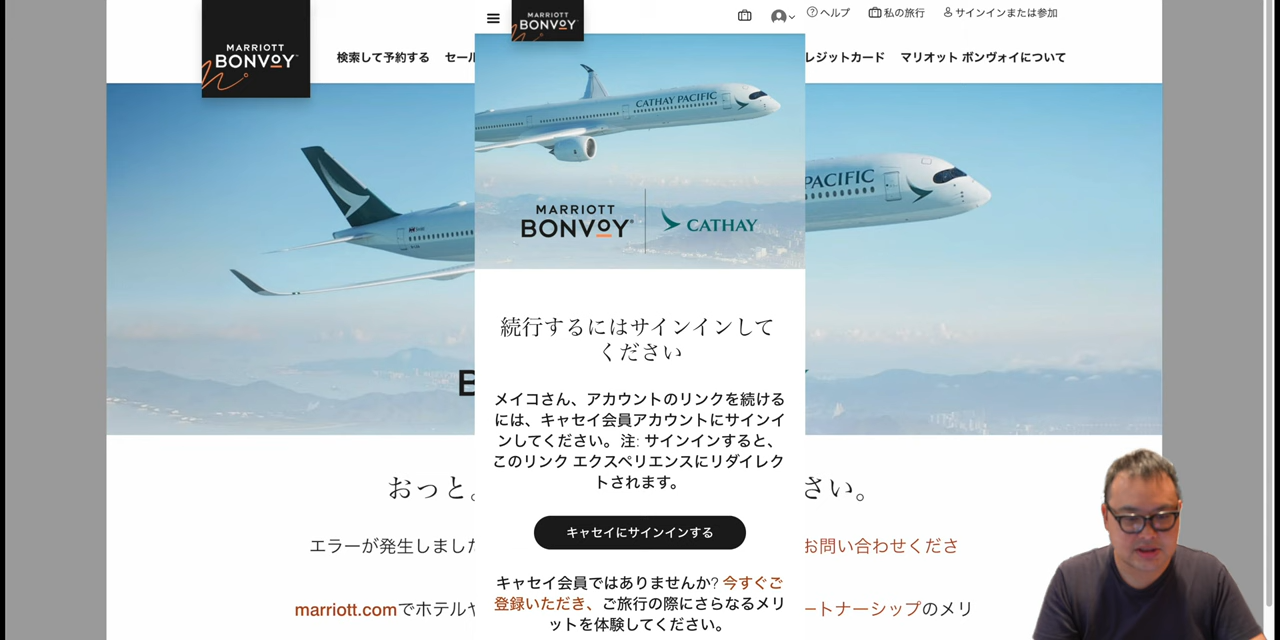 MARRIOTT
BONVOY
検索して予約する
セール
MARRIOTT
BONVOY
ヘルプ
私の旅行
サインインまたは参加
レジットカード
マリオット ボンヴォイについて
CATHAY PACIFIC
PACIFIC
MARRIOTT
BONVOY
CATHAY
B
続行するにはサインインして
ください
メイコさん、アカウントのリンクを続ける
には、キャセイ会員アカウントにサインイ
ンしてください。注: サインインすると、
このリンク エクスペリエンスにリダイレク
トされます。
キャセイにサインインする
キャセイ会員ではありませんか? 今すぐご
登録いただき、ご旅行の際にさらなるメリ
ットを体験してください。
おっと。
さい。
エラーが発生しました
お問い合わせくださ
marriott.comでホテルや
ートナーシップのメリ